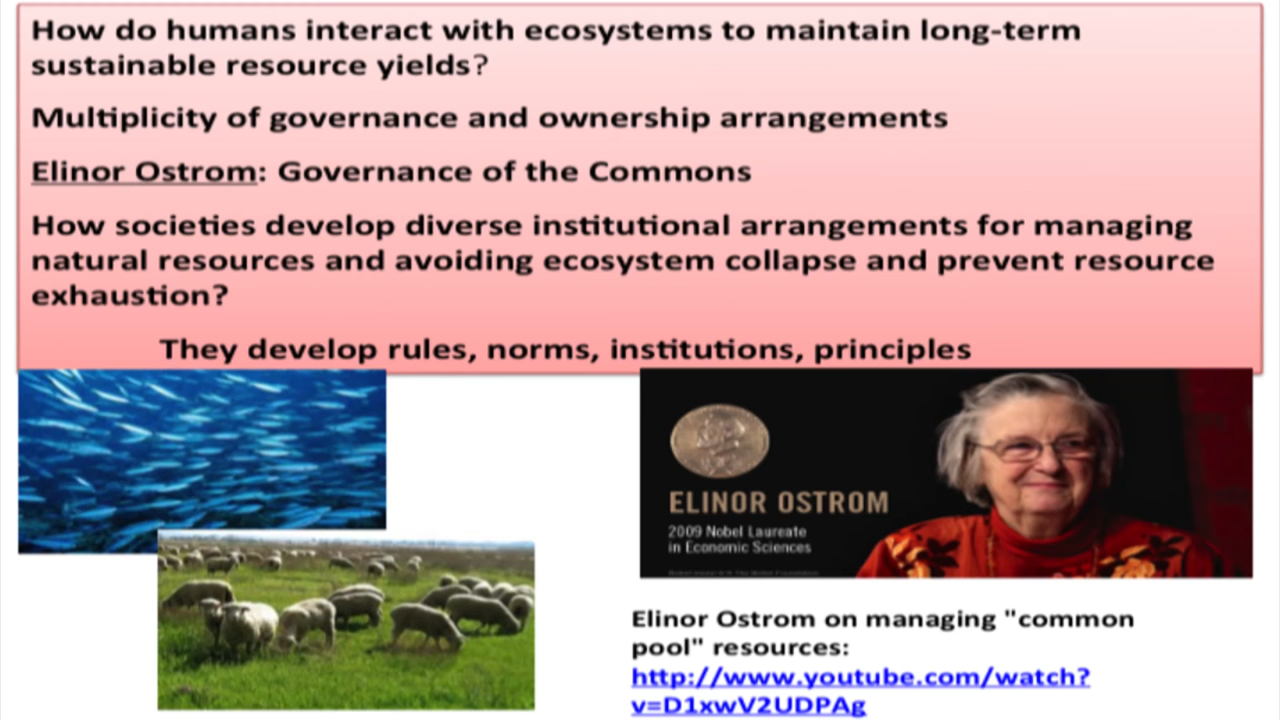 How do humans interact with ecosystems to maintain long-term
sustainable resource yields?
Multiplicity of governance and ownership arrangements
Elinor Ostrom: Governance of the Commons
How societies develop diverse institutional arrangements for managing
natural resources and avoiding ecosystem collapse and prevent resource
exhaustion?
They develop rules, norms, institutions, principles
ELINOR OSTROM
2009 Nobel Laureate
in Economic Sciences
Elinor Ostrom on managing "common
pool" resources:
http://www.youtube.com/watch?
v=D1xwV2UDPAg